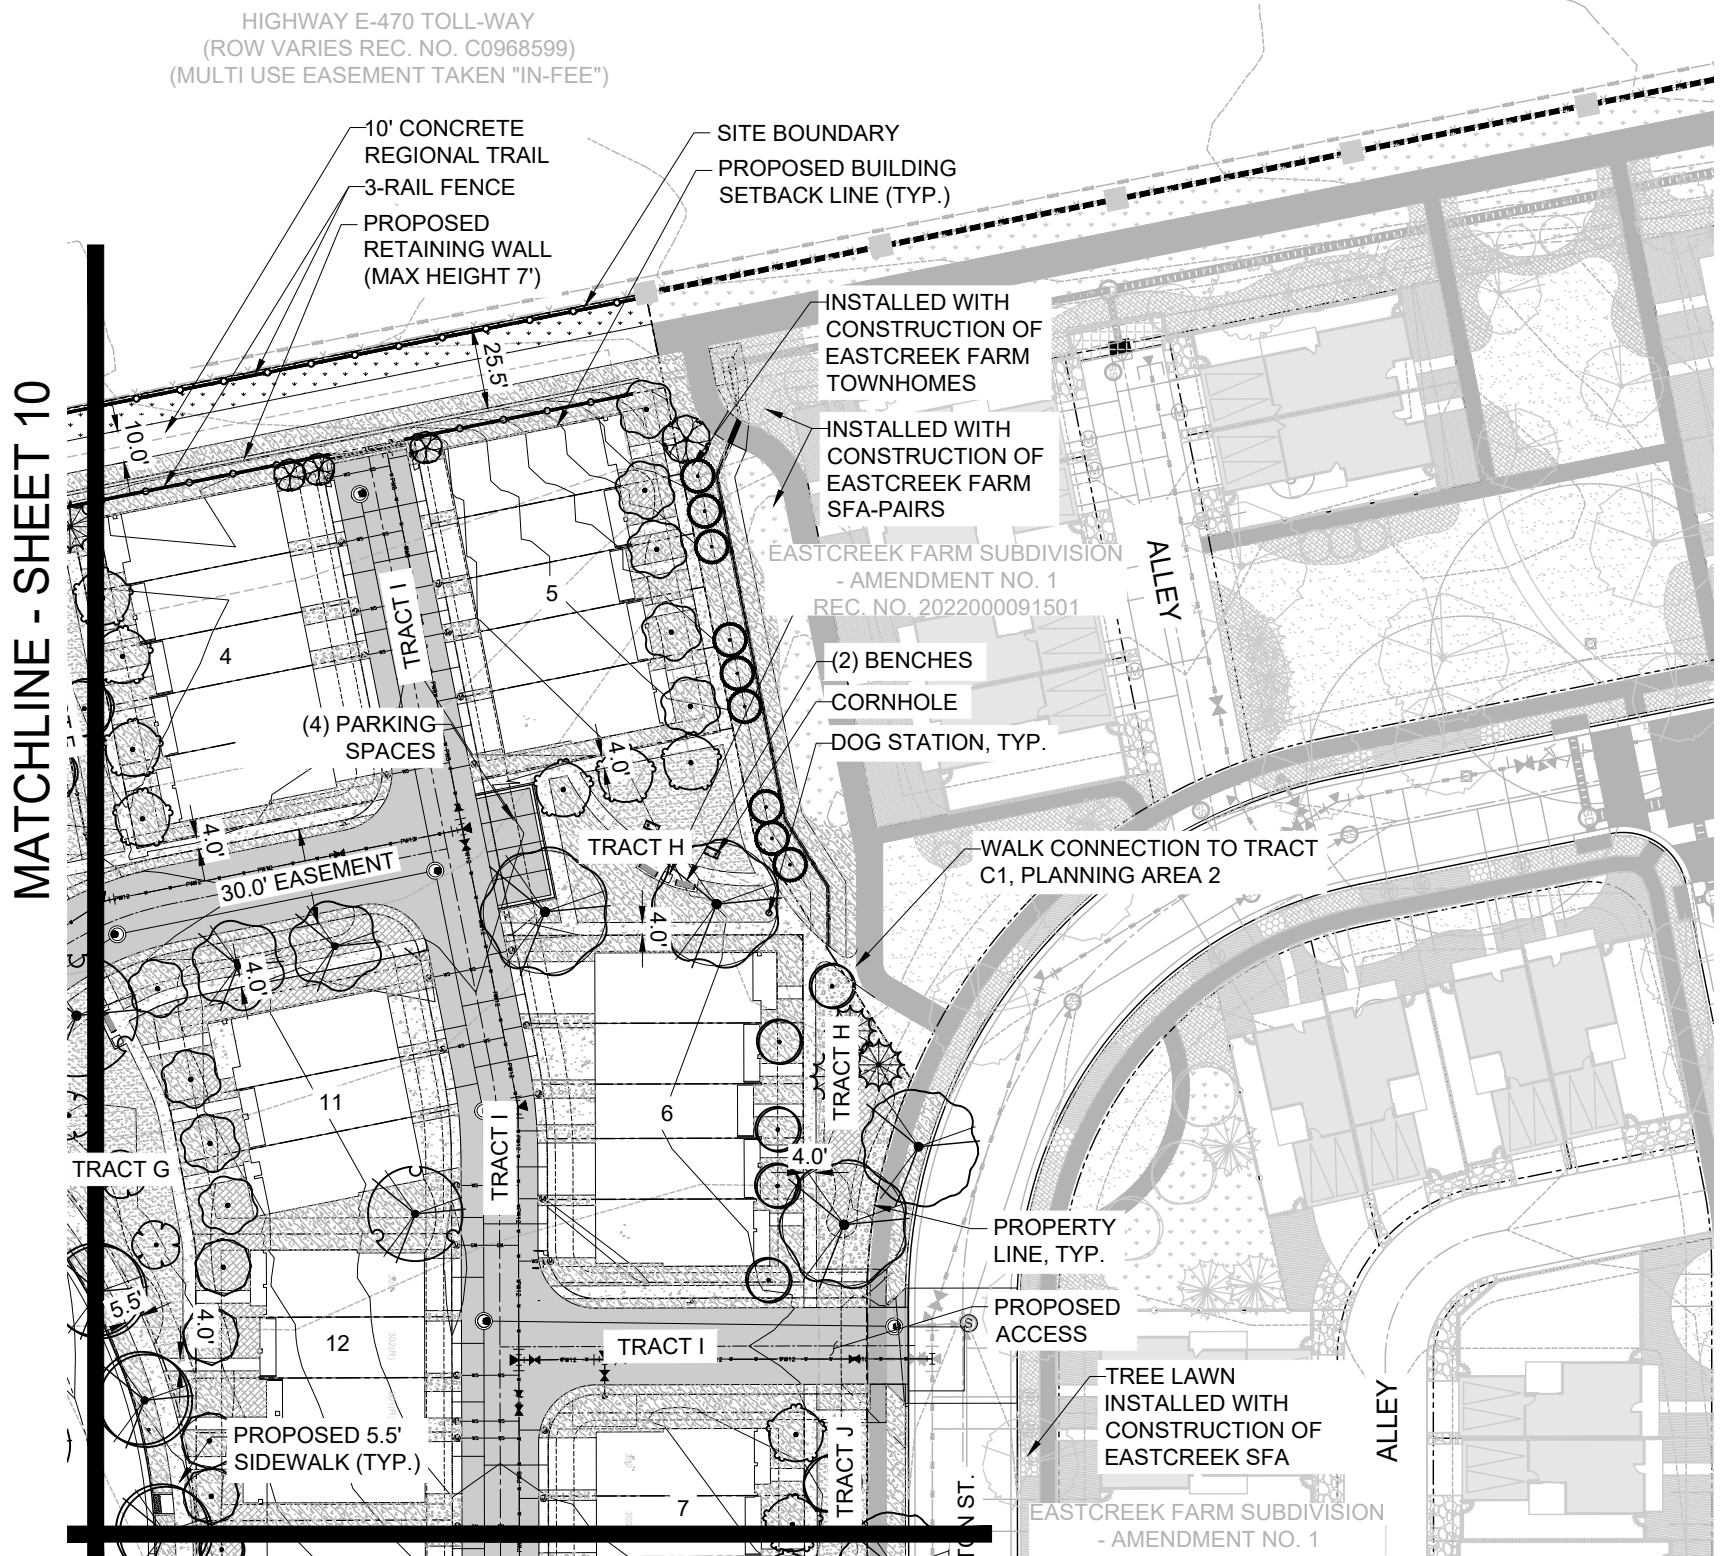 HIGHWAY E-470 TOLL-WAY
(ROW VARIES REC. NO. C0968599)
(MULTI USE EASEMENT TAKEN "IN-FEE")
10' CONCRETE
REGIONAL TRAIL
3-RAIL FENCE
PROPOSED
RETAINING WALL
(MAX HEIGHT 7')
SITE BOUNDARY
PROPOSED BUILDING
SETBACK LINE (TYP.)
MATCHLINE - SHEET 10
25.5'
10.0'
INSTALLED WITH
CONSTRUCTION OF
EASTCREEK FARM
TOWNHOMES
INSTALLED WITH
CONSTRUCTION OF
EASTCREEK FARM
SFA-PAIRS
EASTCREEK FARM SUBDIVISION
- AMENDMENT NO. 1
REC. NO. 2022000091501
ALLEY
TRACT I
4
5
(2) BENCHES
CORNHOLE
DOG STATION, TYP.
(4) PARKING
SPACES
4.0'
4.0'
TRACT H
30.0' EASEMENT
WALK CONNECTION TO TRACT
C1, PLANNING AREA 2
4.0'
4.0'
11
TRACT I
6
TRACT H
4.0'
TRACT G
PROPERTY
LINE, TYP.
5.5'
4.0'
12
TRACT I
PROPOSED
ACCESS
S
TREE LAWN
INSTALLED WITH
CONSTRUCTION OF
EASTCREEK SFA
ALLEY
PROPOSED 5.5'
SIDEWALK (TYP.)
7
TRACT J
TON ST.
EASTCREEK FARM SUBDIVISION
- AMENDMENT NO. 1